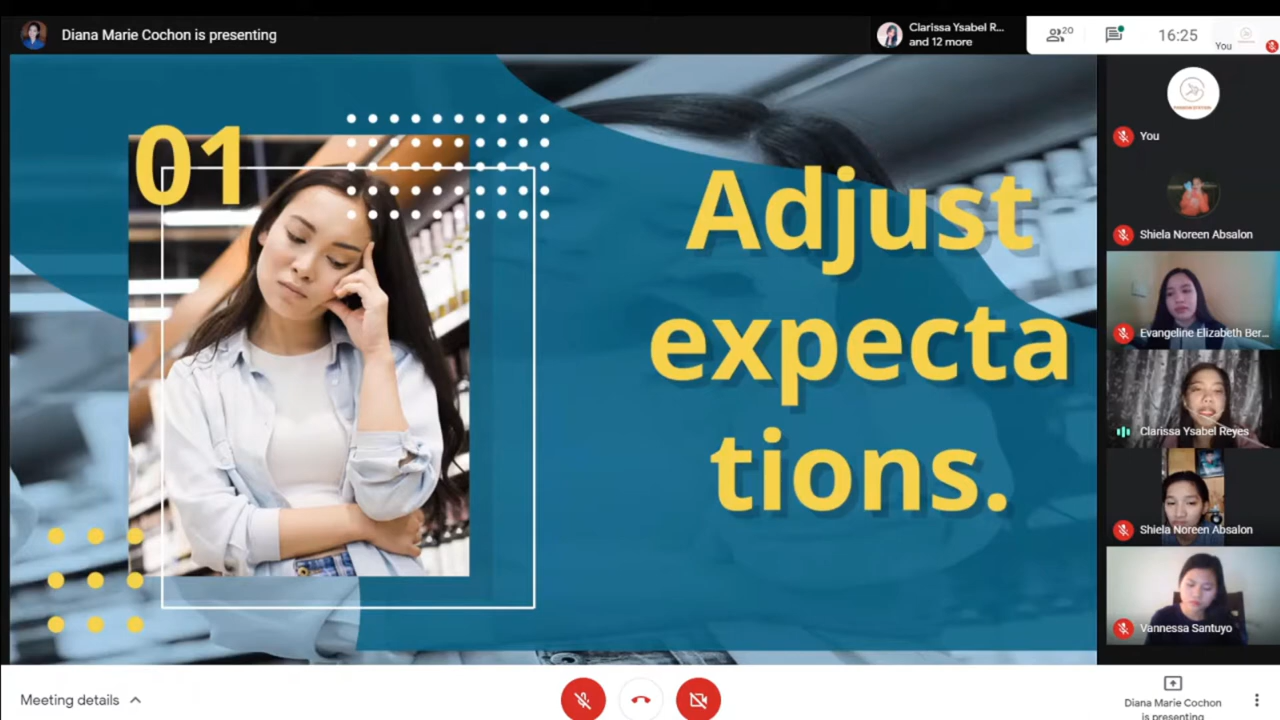 Diana Marie Cochon is presenting
Clarissa Ysabel R...
and 12 more
20
16:25
You
01
Adjust
expecta
tions.
You
Shiela Noreen Absalon
Evangeline Elizabeth Ber...
Clarissa Ysabel Reyes
Shiela Noreen Absalon
Vannessa Santuyo
Meeting details
Diana Marie Cochon
is presenting